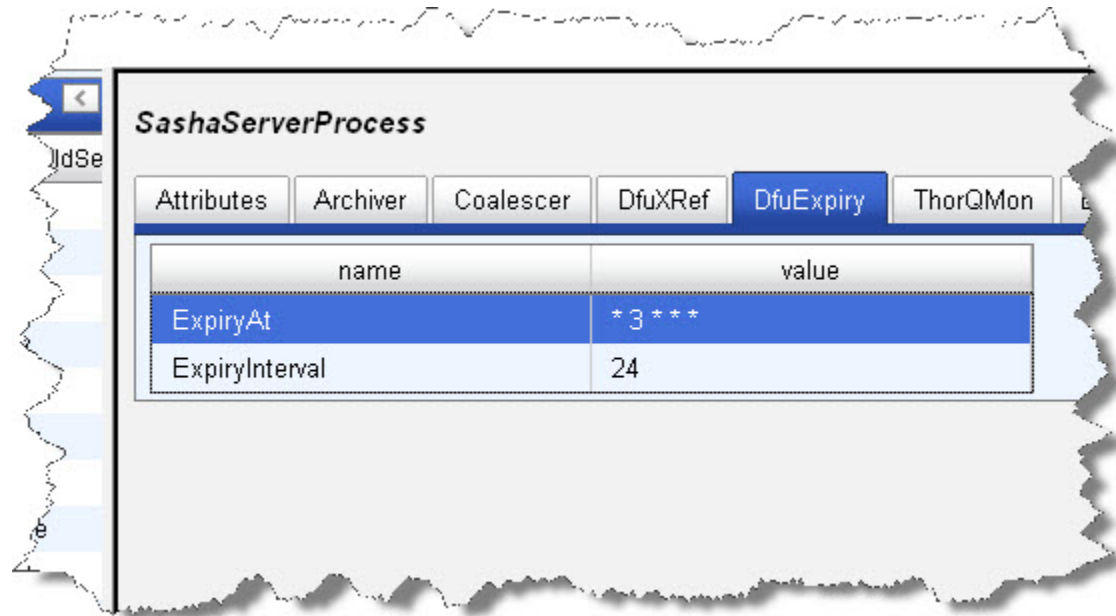 SashaServerProcess
Attributes Archiver Coalescer DfuXRef DfuExpiry ThorQMon
name value
ExpiryAt * 3 * * *
ExpiryInterval 24